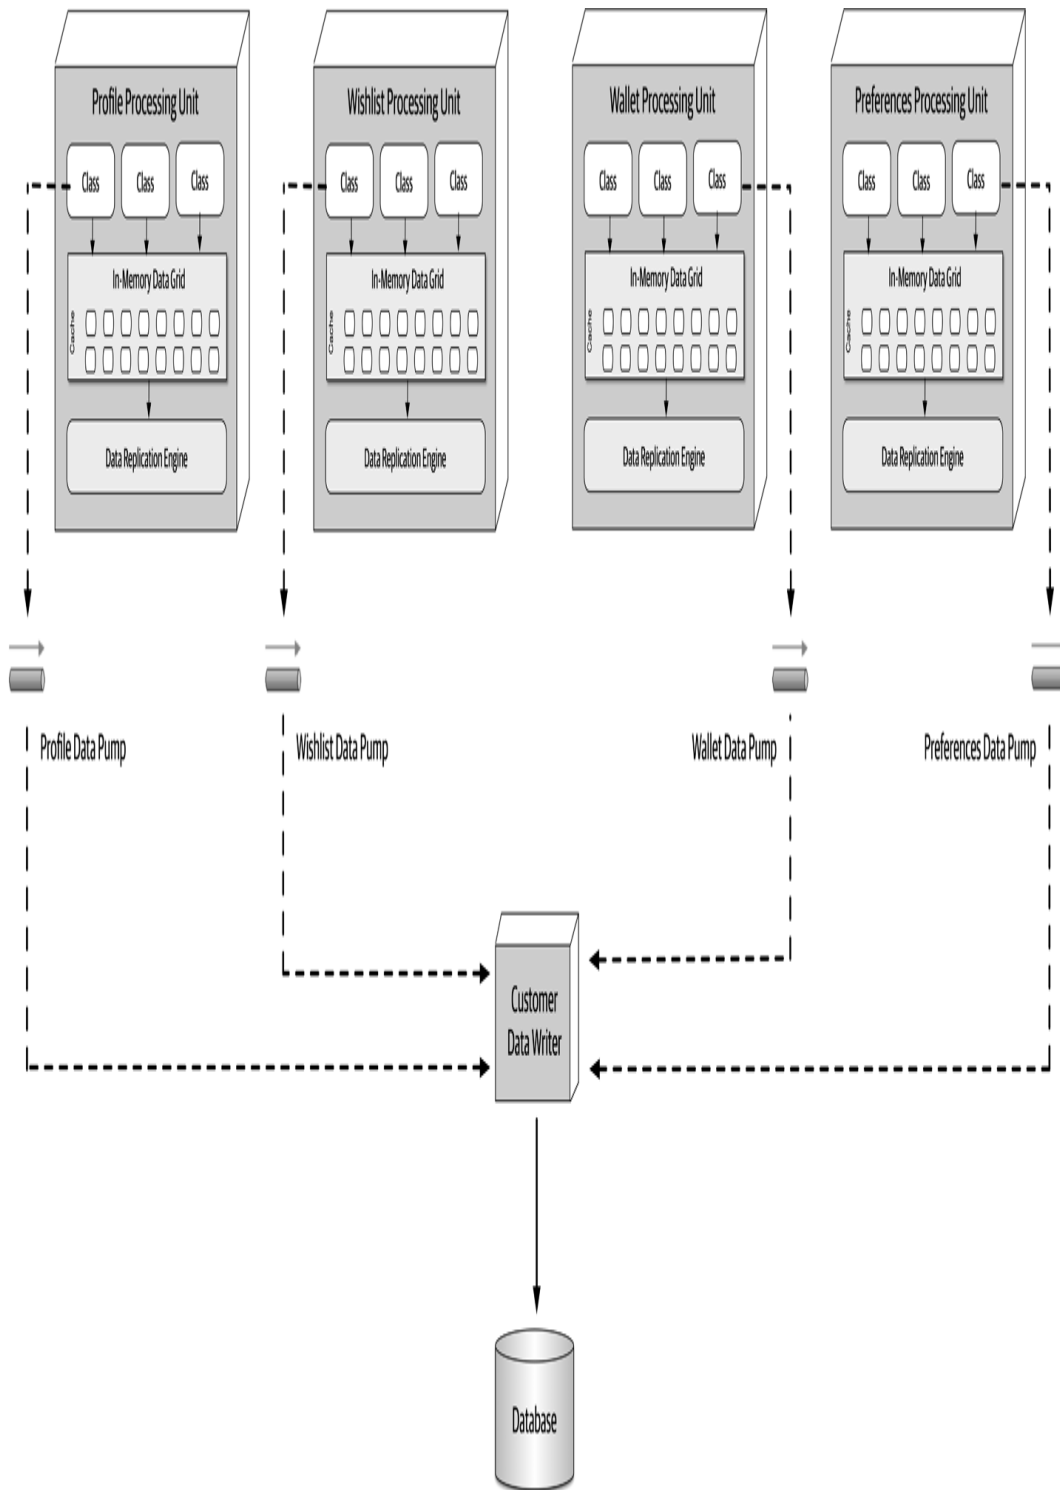 Profile Processing Unit
Class Class Class
In-Memory Data Grid
Cache
Data Replication Engine
Wishlist Processing Unit
Class Class Class
In-Memory Data Grid
Cache
Data Replication Engine
Wallet Processing Unit
Class Class Class
In-Memory Data Grid
Cache
Data Replication Engine
Preferences Processing Unit
Class Class Class
In-Memory Data Grid
Cache
Data Replication Engine
Profile Data Pump
Wishlist Data Pump
Wallet Data Pump
Preferences Data Pump
Customer
Data Writer
Database